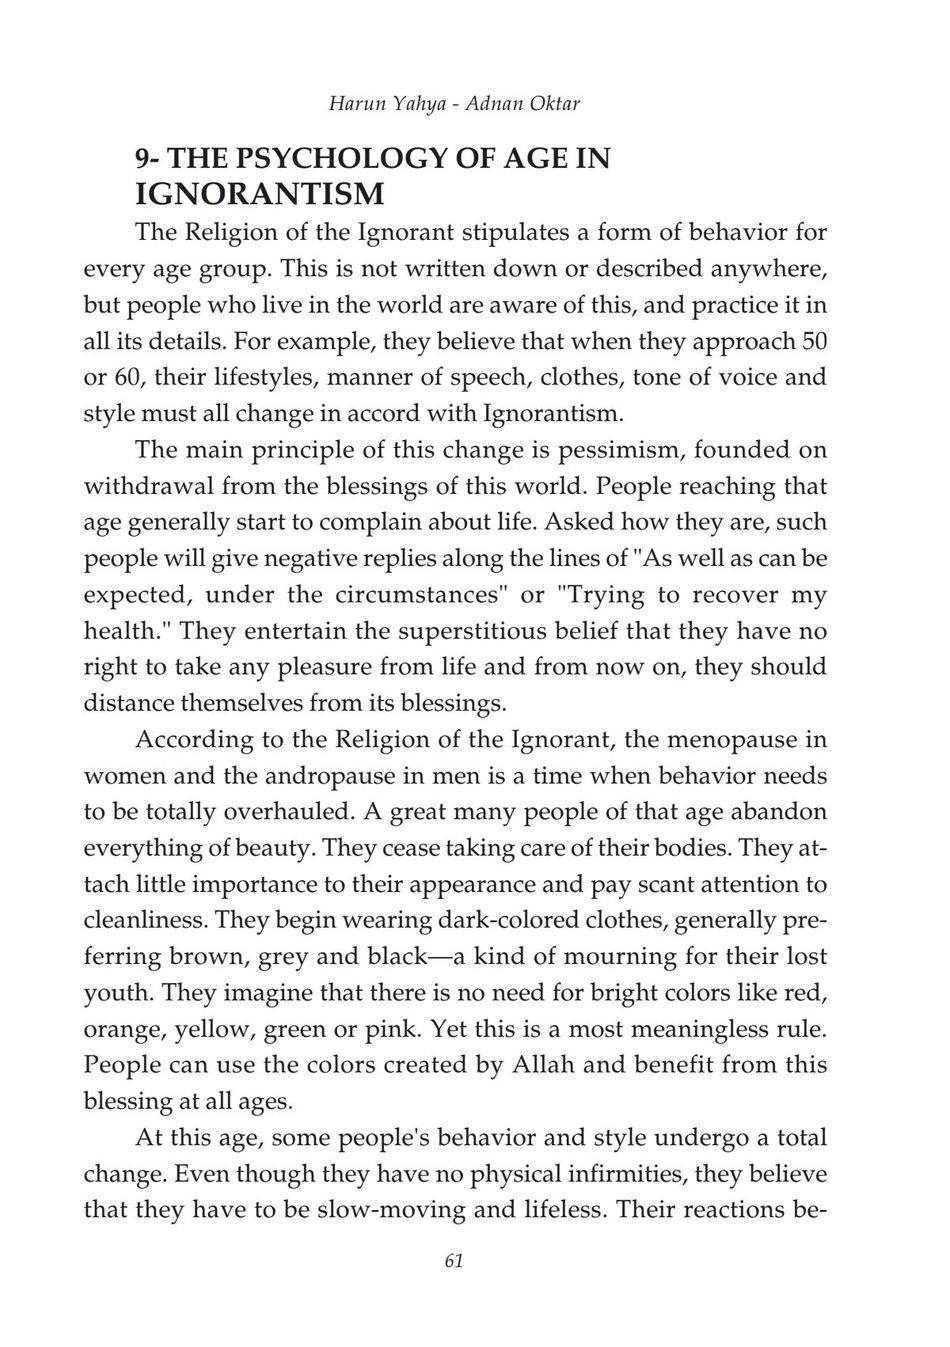 Harun Yahya - Adnan Oktar
9- THE PSYCHOLOGY OF AGE IN
IGNORANTISM
The Religion of the Ignorant stipulates a form of behavior for
every age group. This is not written down or described anywhere,
but people who live in the world are aware of this, and practice it in
all its details. For example, they believe that when they approach 50
or 60, their lifestyles, manner of speech, clothes, tone of voice and
style must all change in accord with Ignorantism.
The main principle of this change is pessimism, founded on
withdrawal from the blessings of this world. People reaching that
age generally start to complain about life. Asked how they are, such
people will give negative replies along the lines of "As well as can be
expected, under the circumstances" or "Trying to recover my
health." They entertain the superstitious belief that they have no
right to take any pleasure from life and from now on, they should
distance themselves from its blessings.
According to the Religion of the Ignorant, the menopause in
women and the andropause in men is a time when behavior needs
to be totally overhauled. A great many people of that age abandon
everything of beauty. They cease taking care of their bodies. They at-
tach little importance to their appearance and pay scant attention to
cleanliness. They begin wearing dark-colored clothes, generally pre-
ferring brown, grey and black—a kind of mourning for their lost
youth. They imagine that there is no need for bright colors like red,
orange, yellow, green or pink. Yet this is a most meaningless rule.
People can use the colors created by Allah and benefit from this
blessing at all ages.
At this age, some people's behavior and style undergo a total
change. Even though they have no physical infirmities, they believe
that they have to be slow-moving and lifeless. Their reactions be-
61